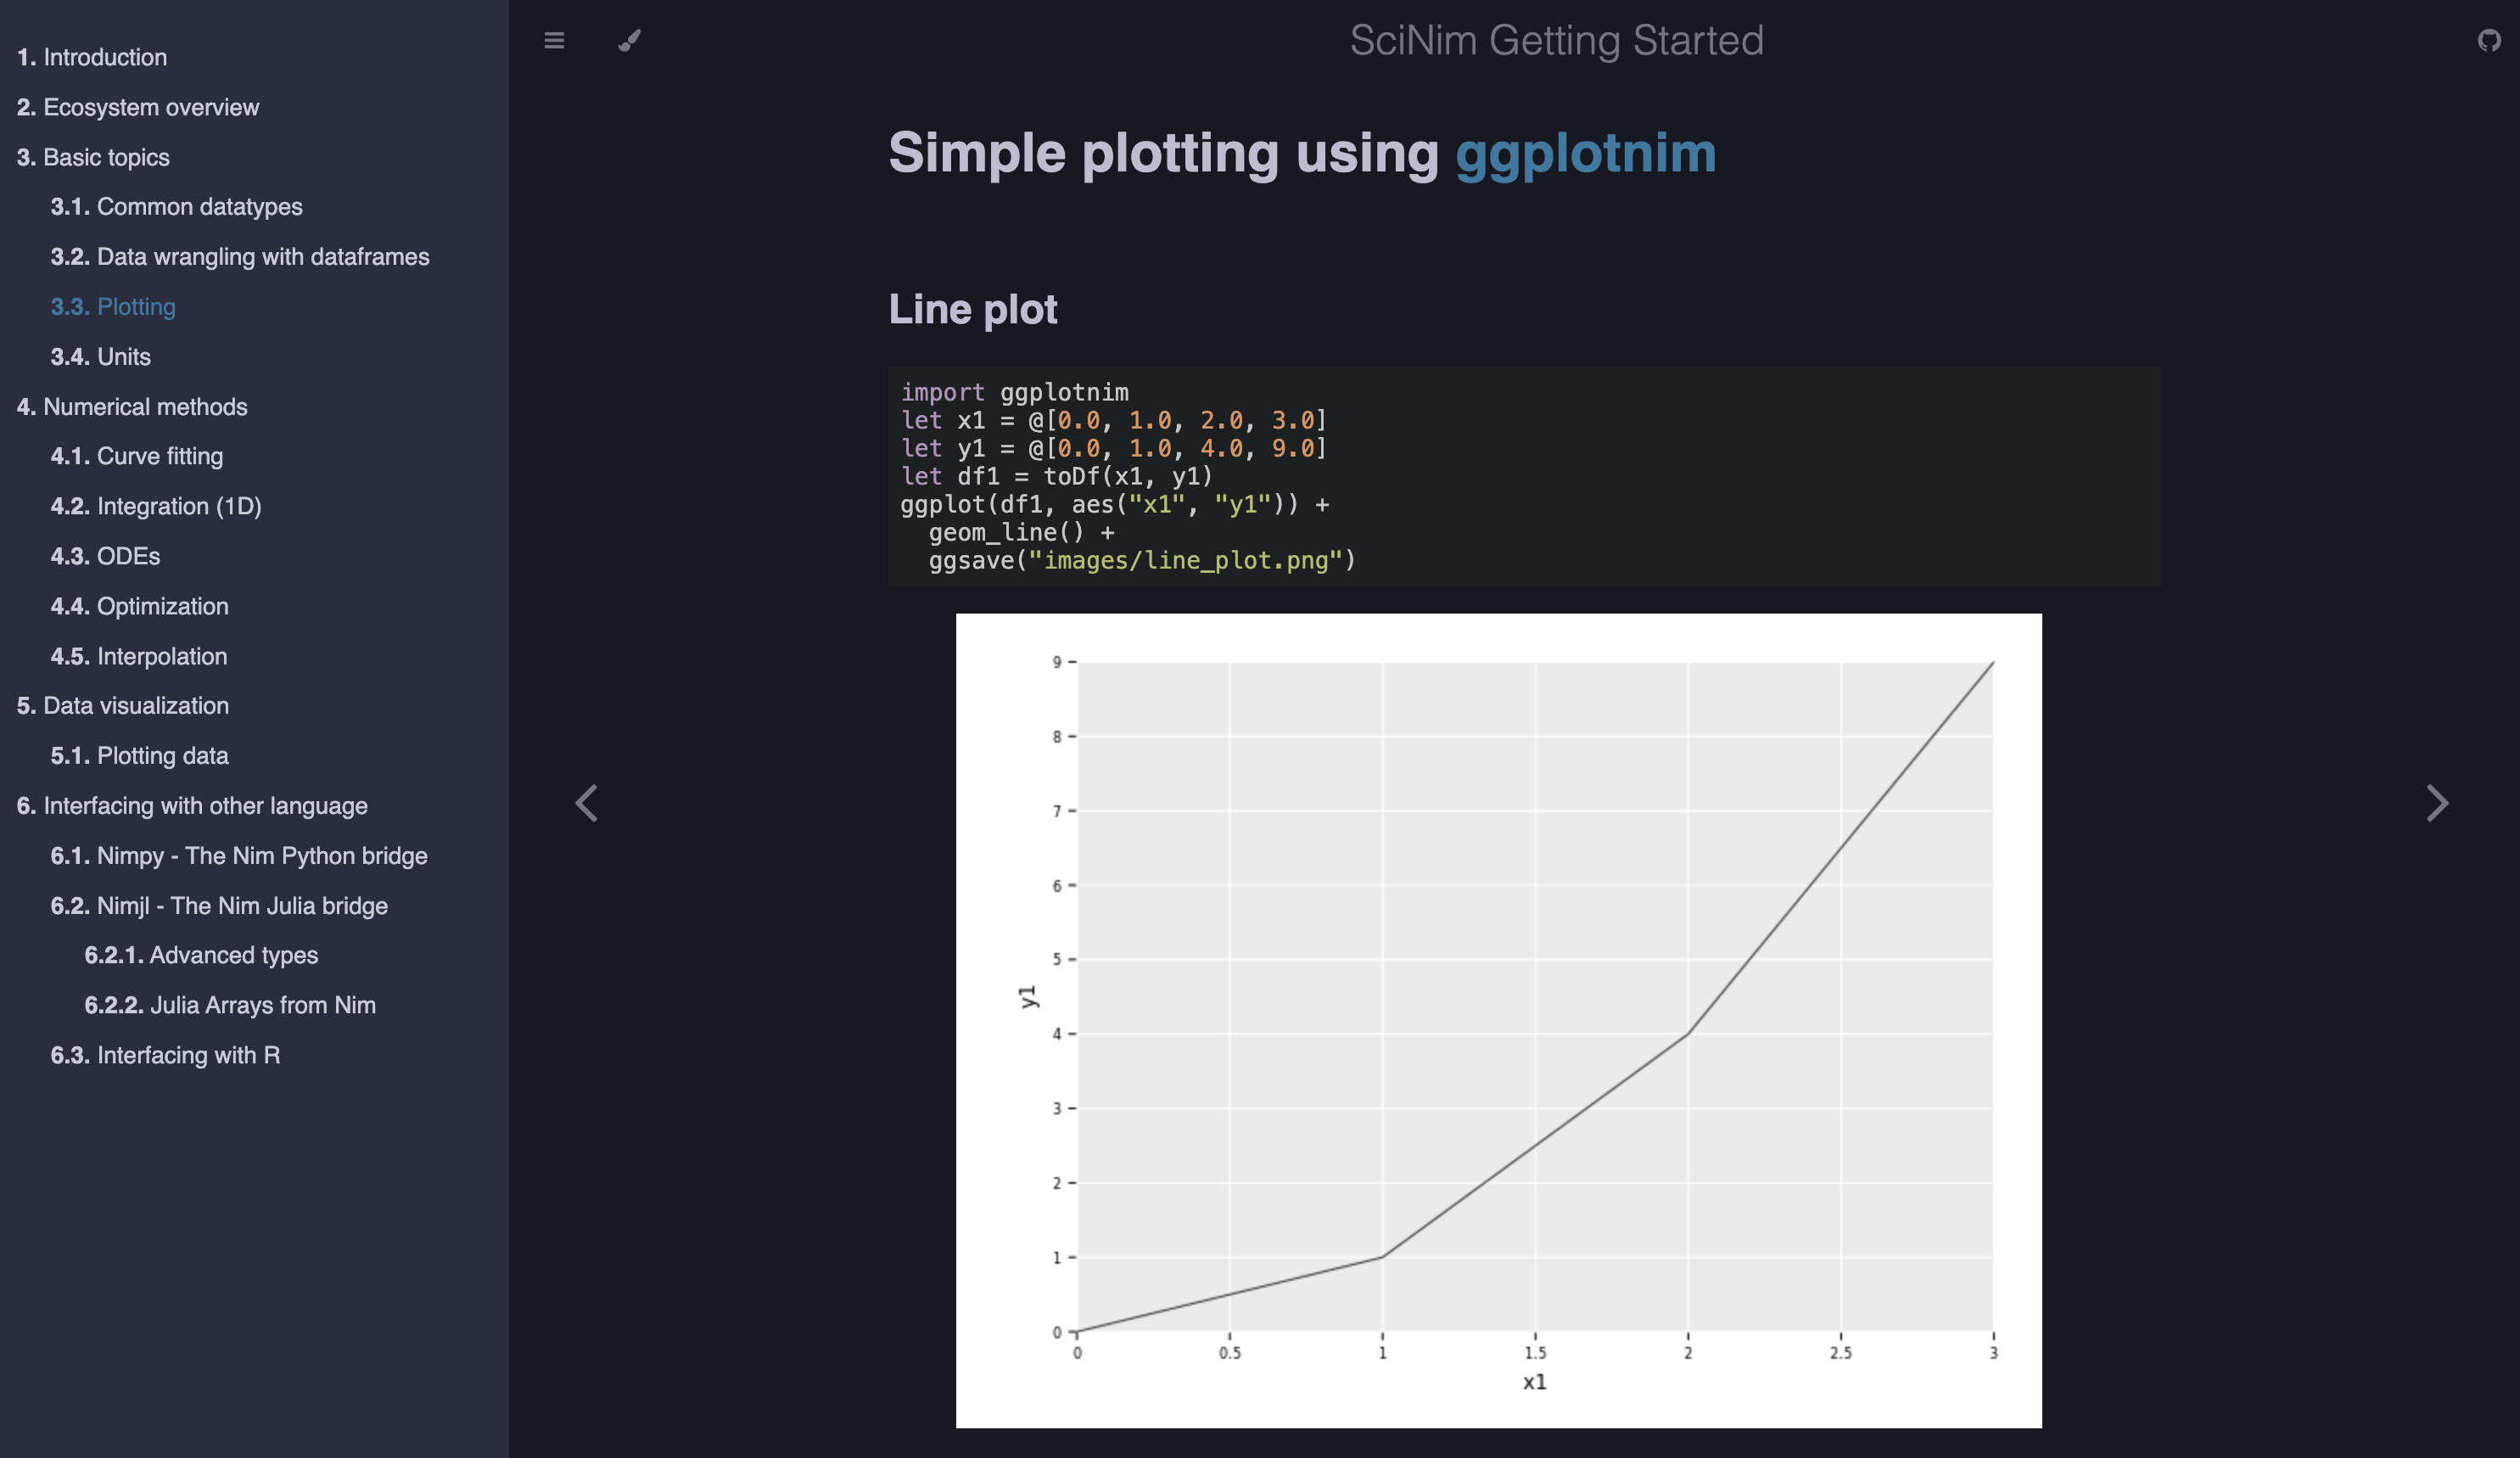 1. Introduction
2. Ecosystem overview
3. Basic topics
3.1. Common datatypes
3.2. Data wrangling with dataframes
3.3. Plotting
3.4. Units
4. Numerical methods
4.1. Curve fitting
4.2. Integration (1D)
4.3. ODEs
4.4. Optimization
4.5. Interpolation
5. Data visualization
5.1. Plotting data
6. Interfacing with other language
6.1. Nimpy - The Nim Python bridge
6.2. Nimjl - The Nim Julia bridge
6.2.1. Advanced types
6.2.2. Julia Arrays from Nim
6.3. Interfacing with R
SciNim Getting Started
Simple plotting using ggplotnim
Line plot
import ggplotnim
let x1 = @[0.0, 1.0, 2.0, 3.0]
let y1 = @[0.0, 1.0, 4.0, 9.0]
let df1 = toDf(x1, y1)
ggplot(df1, aes("x1", "y1")) +
  geom_line() +
  ggsave("images/line_plot.png")
9
8
7
6
5
4
3
2
1
0
y1
0 0.5 1 1.5 2 2.5 3
x1